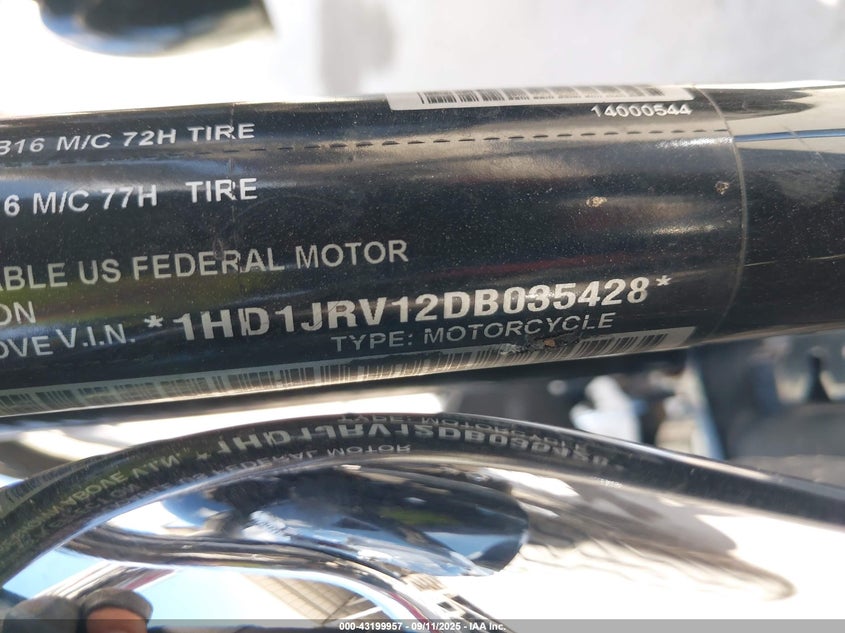 14000544
B16 M/C 72H TIRE
6 M/C 77H TIRE
ABLE US FEDERAL MOTOR
ON
OVE V.I.N. *1HD1JRV12DB035428*
TYPE: MOTORCYCLE
000-43199957 - 09/11/2025 - IAA Inc.